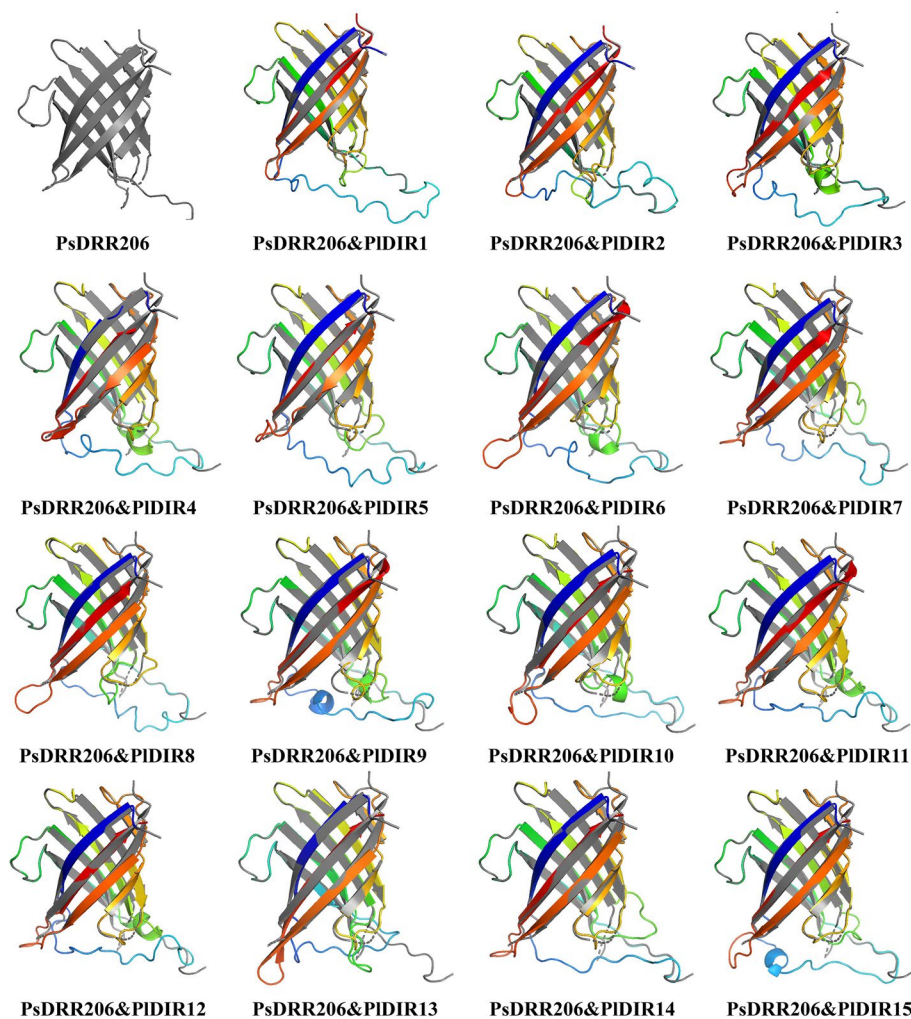 PsDRR206
PsDRR206&PlDIR1
PsDRR206&PlDIR2
PsDRR206&PlDIR3
PsDRR206&PlDIR4
PsDRR206&PlDIR5
PsDRR206&PlDIR6
PsDRR206&PlDIR7
PsDRR206&PlDIR8
PsDRR206&PlDIR9
PsDRR206&PlDIR10
PsDRR206&PlDIR11
PsDRR206&PlDIR12
PsDRR206&PlDIR13
PsDRR206&PlDIR14
PsDRR206&PlDIR15